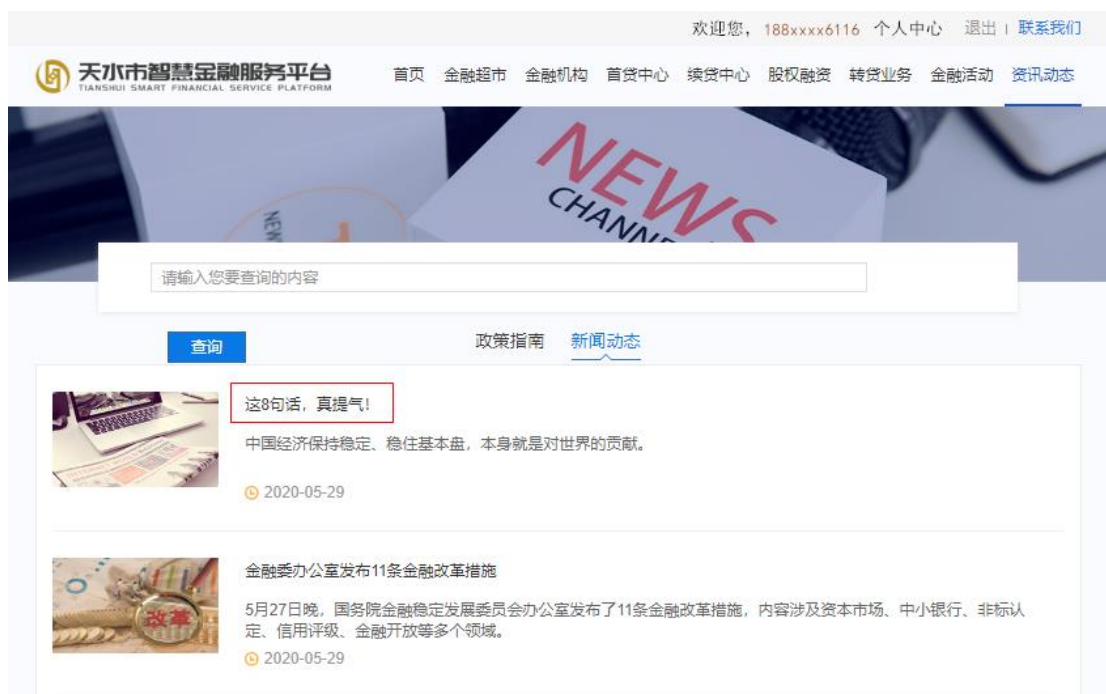 欢迎您，188xxxx6116 个人中心 退出 | 联系我们
天水市智慧金融服务平台
TIANSHUI SMART FINANCIAL SERVICE PLATFORM
首页 金融超市 金融机构 首贷中心 续贷中心 股权融资 转贷业务 金融活动 资讯动态
NEWS
CHANNEL
NEW
请输入您要查询的内容
查询 政策指南 新闻动态
这8句话，真提气！
中国经济保持稳定、稳住基本盘，本身就是对世界的贡献。
2020-05-29
金融委办公室发布11条金融改革措施
改革
5月27日晚，国务院金融稳定发展委员会办公室发布了11条金融改革措施，内容涉及资本市场、中小银行、非标认
定、信用评级、金融开放等多个领域。
2020-05-29